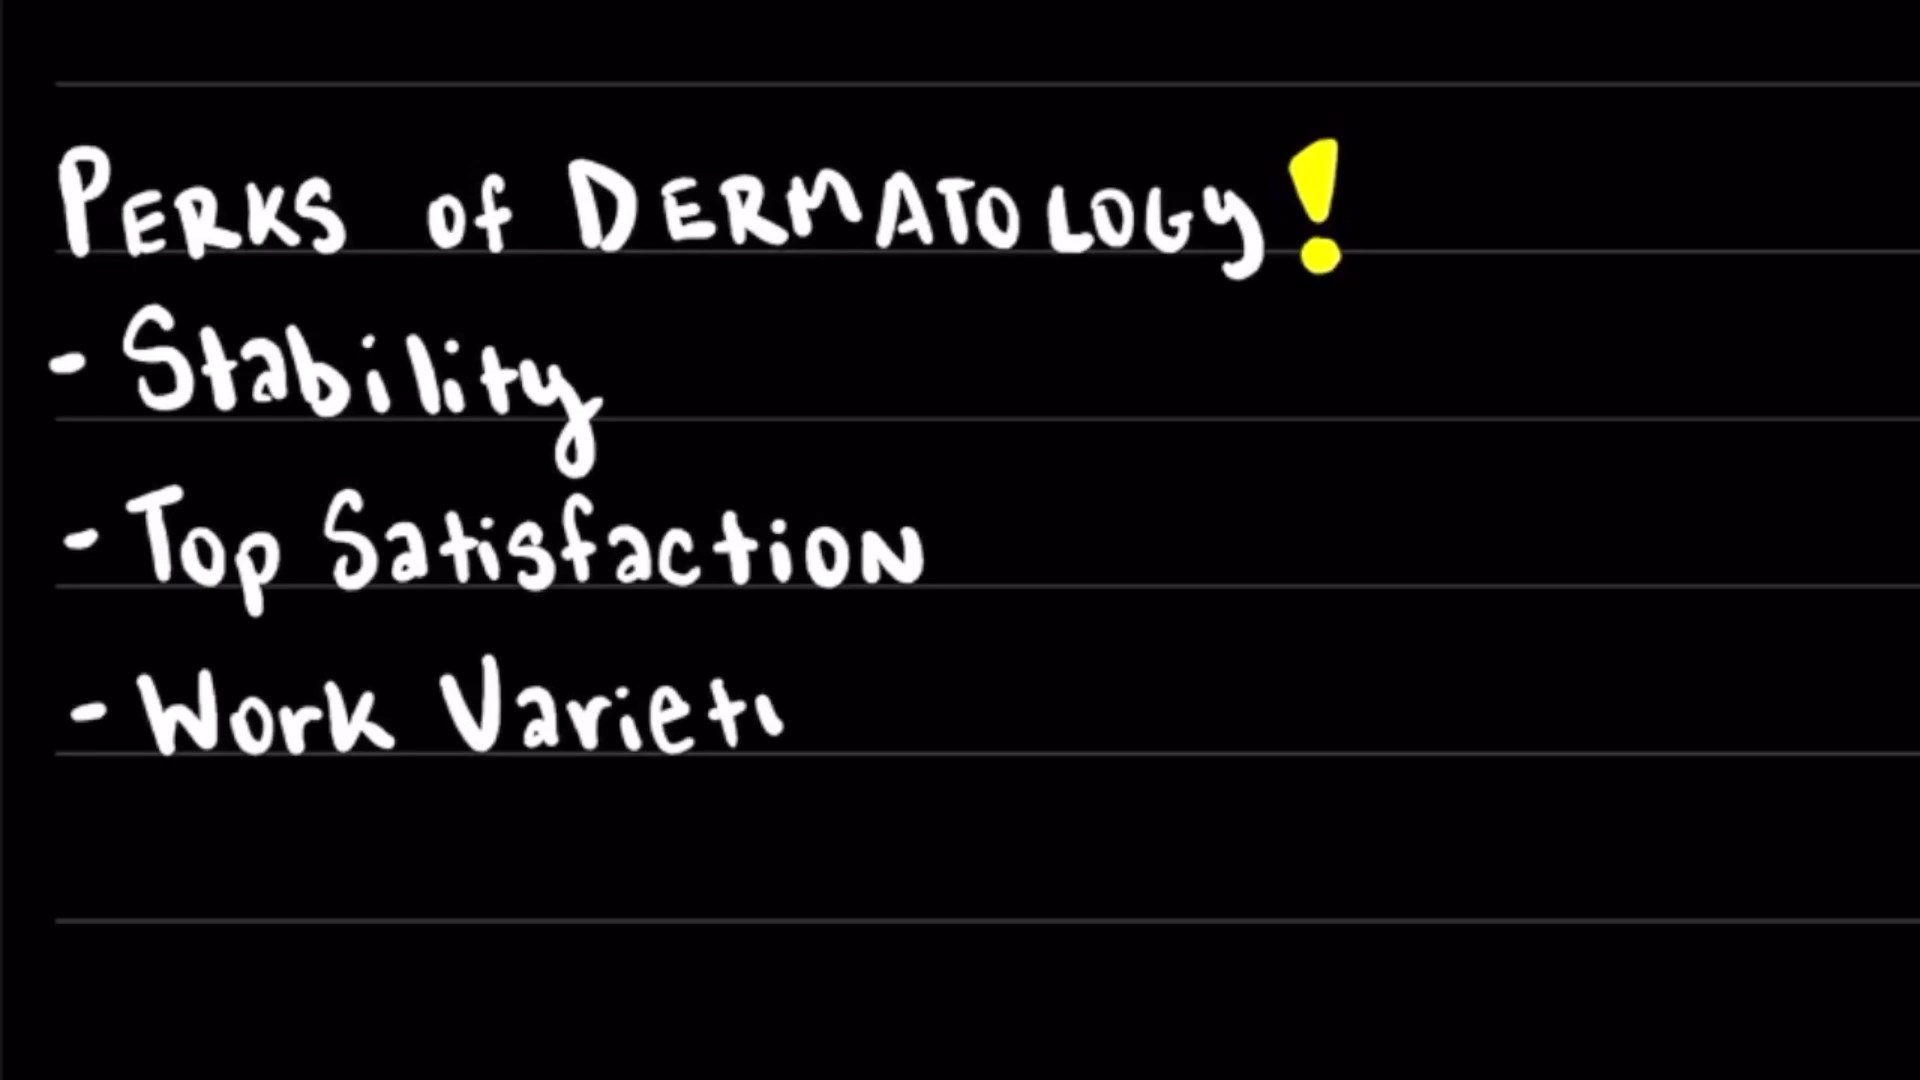 PERKS of DERMATOLOGY!
- Stability
- Top Satisfaction
- Work Variet